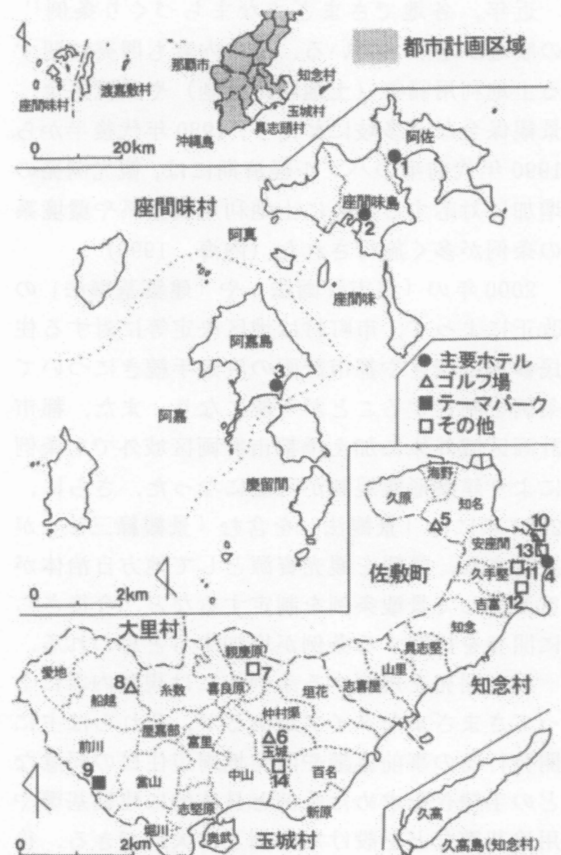 都市計画区域
那覇市
知念村
玉城村
具志頭村
沖縄島
座間味村
渡嘉敷村
0 20km
座間味村
阿佐
座間味島
2
阿真
座間味
阿嘉島
阿嘉
慶留間
● 主要ホテル
△ ゴルフ場
■ テーマパーク
□ その他
0 2km
海野
久原
知名
5
安座間
10
13
11
4
佐敷町
久手堅
12
吉富
知念
具志堅
知念村
山里
志喜屋
大里村
親慶原
7
愛地
8
船越
糸数
喜良原
垣花
仲村渠
屋嘉部
富里
6
玉城
前川
9
富山
中山
14
百名
新原
志堅原
堀川
奥武
玉城村
0 2km
久高
久高島(知念村)